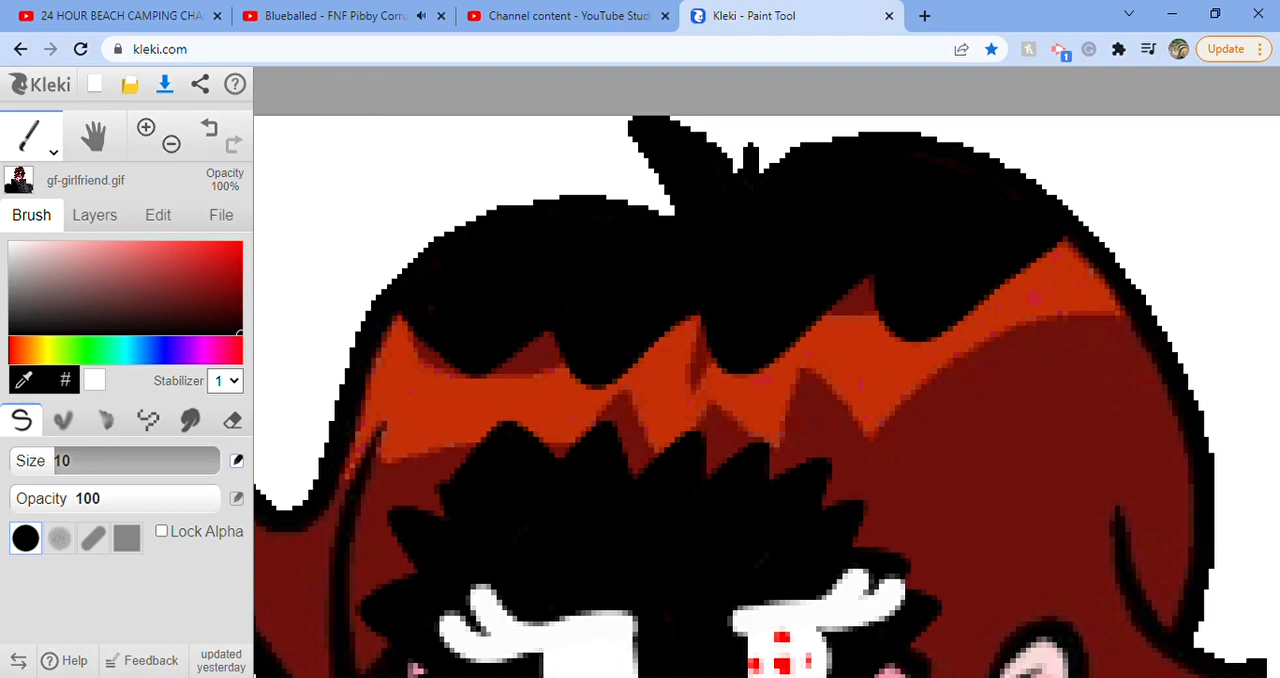 24 HOUR BEACH CAMPING CHA
Blueballed - FNF Pibby Corru
Channel content - YouTube Stud
Kleki - Paint Tool
kleki.com
1
Update
Kleki
gf-girlfriend.gif
Opacity
100%
Brush
Layers
Edit
File
#
Stabilizer
1
Size 10
Opacity 100
Lock Alpha
Help
Feedback
updated
yesterday